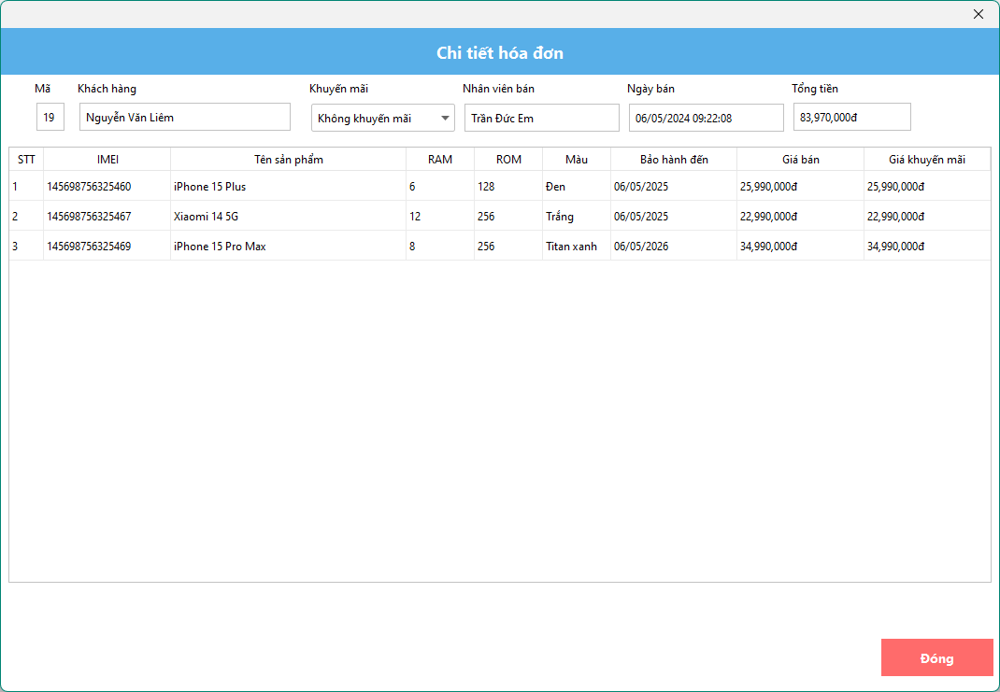 Chi tiết hóa đơn
Mã Khách hàng Khuyến mãi Nhân viên bán Ngày bán Tổng tiền
19 Nguyễn Văn Liêm Không khuyến mãi Trần Đức Em 06/05/2024 09:22:08 83,970,000đ
STT IMEI Tên sản phẩm RAM ROM Màu Bảo hành đến Giá bán Giá khuyến mãi
1 145698756325460 iPhone 15 Plus 6 128 Đen 06/05/2025 25,990,000đ 25,990,000đ
2 145698756325467 Xiaomi 14 5G 12 256 Trắng 06/05/2025 22,990,000đ 22,990,000đ
3 145698756325469 iPhone 15 Pro Max 8 256 Titan xanh 06/05/2026 34,990,000đ 34,990,000đ
Đóng